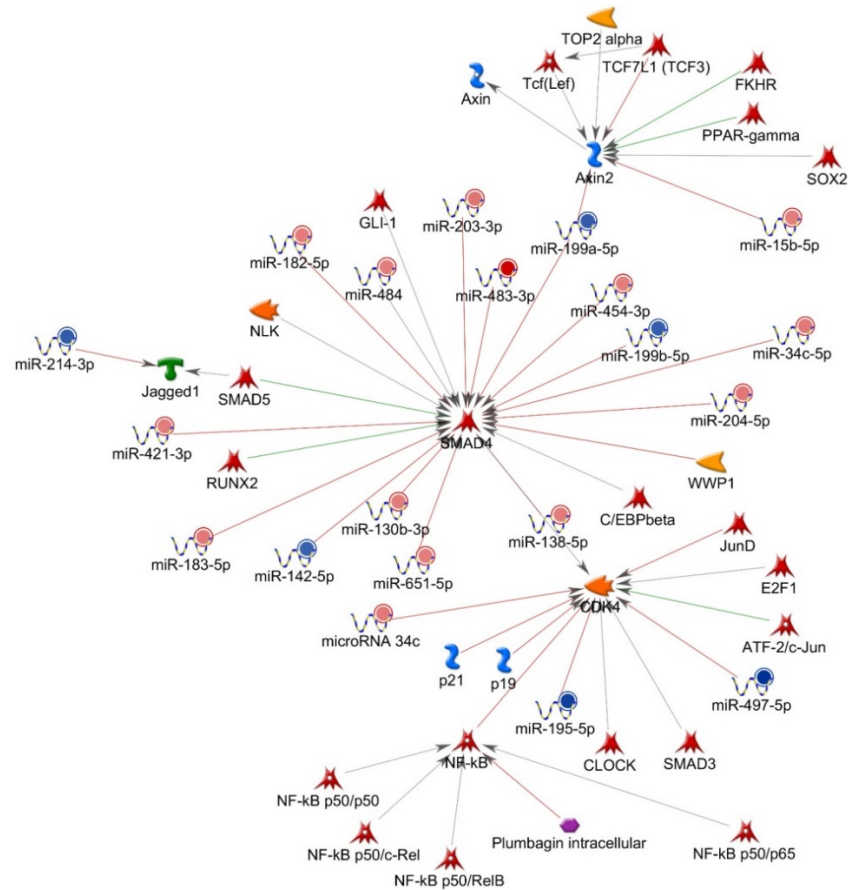 TOP2 alpha
TCF7L1 (TCF3)
Tcf(Lef)
Axin
FKHR
PPAR-gamma
Axin2
SOX2
GLI-1
miR-203-3p
miR-199a-5p
miR-15b-5p
miR-182-5p
miR-484
miR-483-3p
miR-454-3p
NLK
miR-199b-5p
miR-34c-5p
miR-214-3p
Jagged1
SMAD5
miR-204-5p
SMAD4
miR-421-3p
RUNX2
WWP1
C/EBPbeta
miR-130b-3p
miR-138-5p
JunD
miR-183-5p
miR-142-5p
miR-651-5p
E2F1
CDK4
microRNA 34c
ATF-2/c-Jun
p21
p19
miR-497-5p
miR-195-5p
NF-kB
CLOCK
SMAD3
NF-kB p50/p50
Plumbagin intracellular
NF-kB p50/c-Rel
NF-kB p50/p65
NF-kB p50/RelB